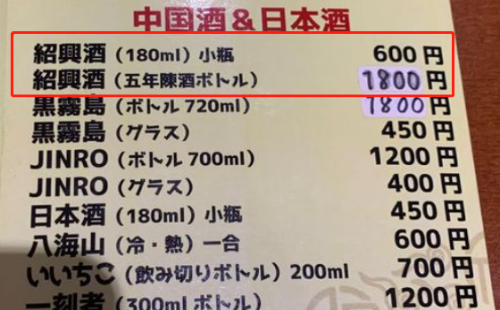 中国酒&日本酒
紹興酒(180ml)小瓶 600円
紹興酒(五年陳酒ボトル) 1800円
黒霧島(ボトル720ml) 1800円
黒霧島(グラス) 450円
JINRO(ボトル700ml) 1200円
JINRO(グラス) 400円
日本酒(180ml)小瓶 450円
八海山(冷・熱)一合 600円
いいちこ(飲み切りボトル)200ml 700円
一刻者(300mlボトル) 1200円